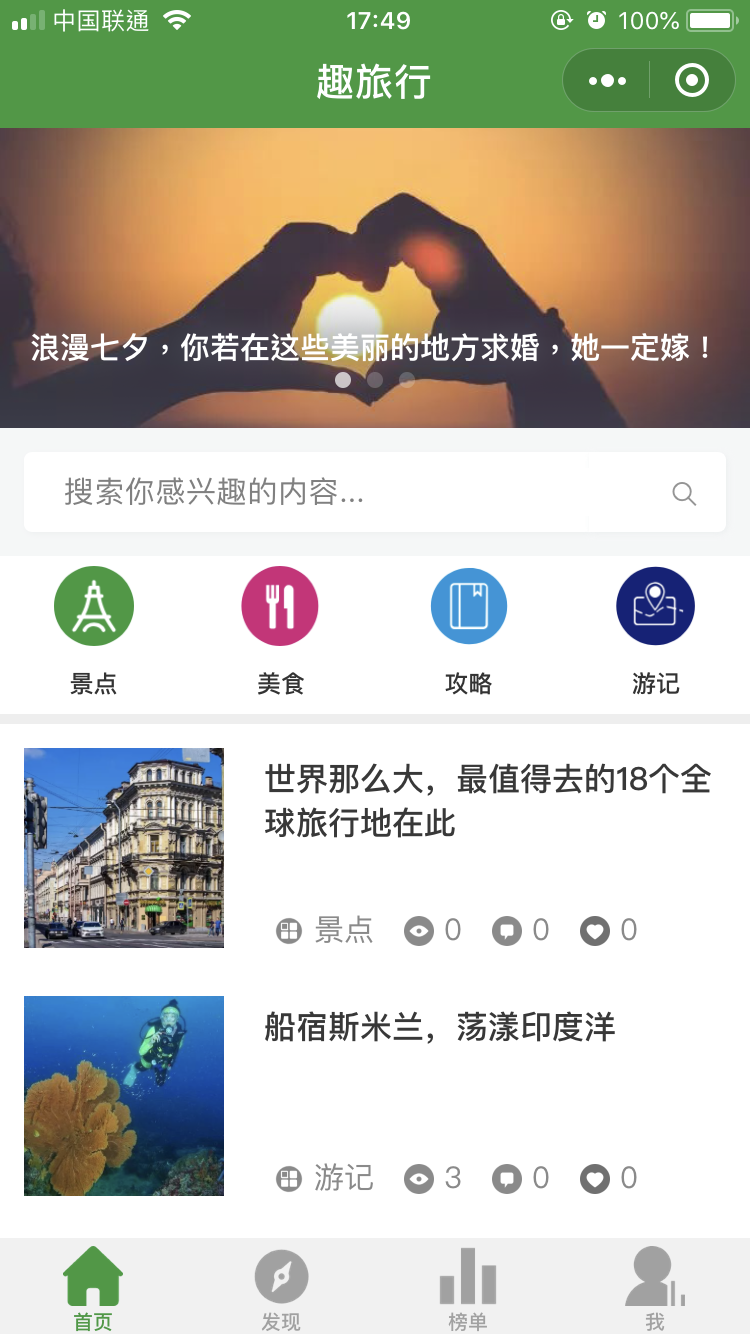 中国联通
17:49
100%
趣旅行
浪漫七夕，你若在这些美丽的地方求婚，她一定嫁！
搜索你感兴趣的内容...
景点
美食
攻略
游记
世界那么大，最值得去的18个全
球旅行地在此
景点 0 0 0
船宿斯米兰，荡漾印度洋
游记 3 0 0
首页
发现
榜单
我